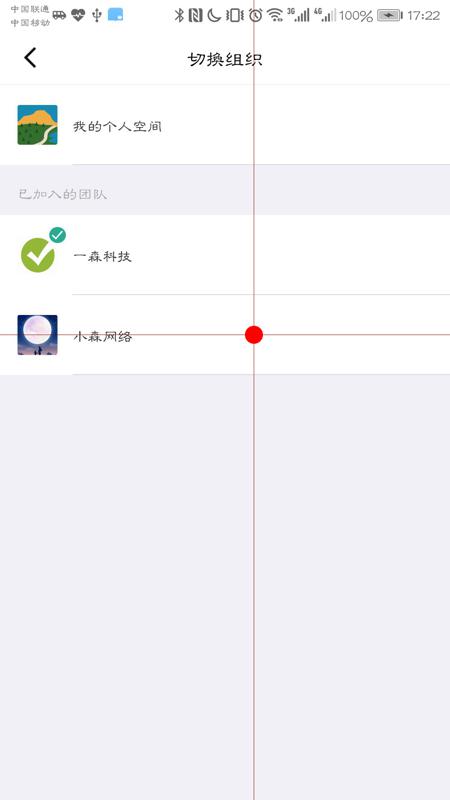 中国联通
中国移动
3G
4G
100%
17:22
切换组织
我的个人空间
已加入的团队
一森科技
小森网络